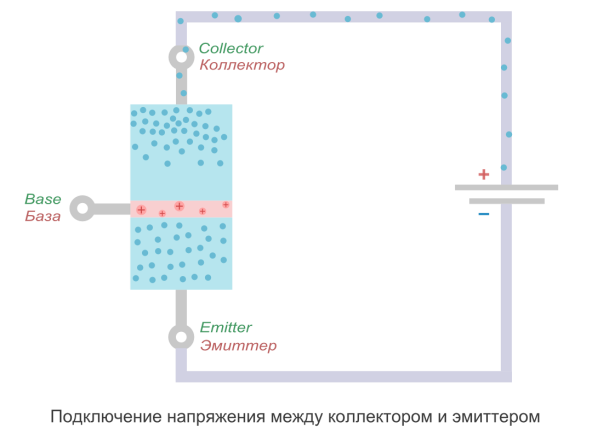 Collector
Коллектор
Base
База
+
−
Emitter
Эмиттер
Подключение напряжения между коллектором и эмиттером